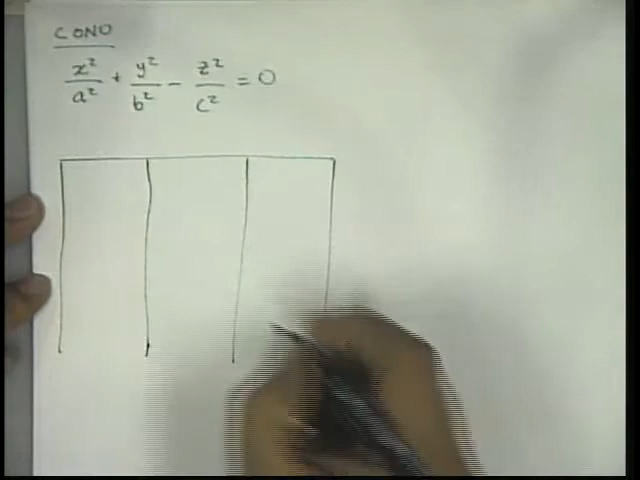 CONO
x²/a² + y²/b² - z²/c² = 0